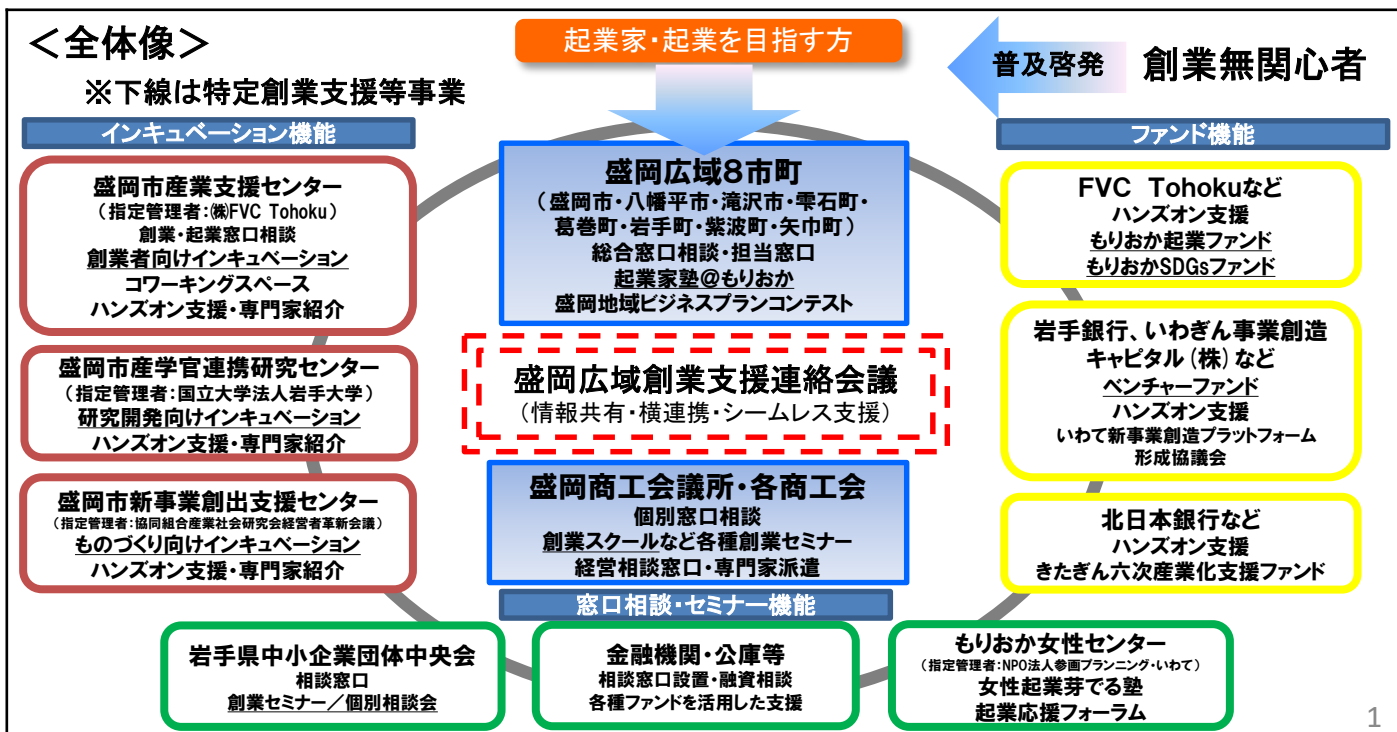 ＜全体像＞
※下線は特定創業支援等事業
起業家・起業を目指す方
普及啓発
創業無関心者
インキュベーション機能
盛岡市産業支援センター
（指定管理者：㈱FVC Tohoku）
創業・起業窓口相談
創業者向けインキュベーション
コワーキングスペース
ハンズオン支援・専門家紹介
盛岡市産学官連携研究センター
（指定管理者：国立大学法人岩手大学）
研究開発向けインキュベーション
ハンズオン支援・専門家紹介
盛岡市新事業創出支援センター
（指定管理者：協同組合産業社会研究会経営者革新会議）
ものづくり向けインキュベーション
ハンズオン支援・専門家紹介
盛岡広域８市町
（盛岡市・八幡平市・滝沢市・雫石町・
葛巻町・岩手町・紫波町・矢巾町）
総合窓口相談・担当窓口
起業家塾＠もりおか
盛岡地域ビジネスプランコンテスト
盛岡広域創業支援連絡会議
（情報共有・横連携・シームレス支援）
盛岡商工会議所・各商工会
個別窓口相談
創業スクールなど各種創業セミナー
経営相談窓口・専門家派遣
窓口相談・セミナー機能
ファンド機能
FVC Tohokuなど
ハンズオン支援
もりおか起業ファンド
もりおかSDGsファンド
岩手銀行、いわぎん事業創造
キャピタル（株）など
ベンチャーファンド
ハンズオン支援
いわて新事業創造プラットフォーム
形成協議会
北日本銀行など
ハンズオン支援
きたぎん六次産業化支援ファンド
岩手県中小企業団体中央会
相談窓口
創業セミナー／個別相談会
金融機関・公庫等
相談窓口設置・融資相談
各種ファンドを活用した支援
もりおか女性センター
（指定管理者：NPO法人参画プランニング・いわて）
女性起業芽でる塾
起業応援フォーラム
1